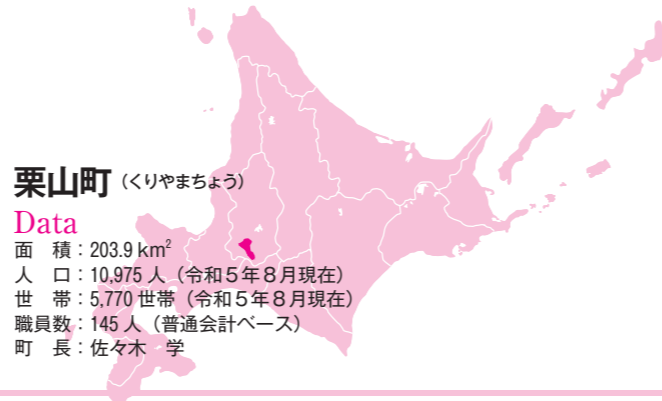 栗山町（くりやまちょう）
Data
面　積：203.9 km²
人　口：10,975 人（令和５年８月現在）
世　帯：5,770 世帯（令和５年８月現在）
職員数：145 人（普通会計ベース）
町　長：佐々木　学